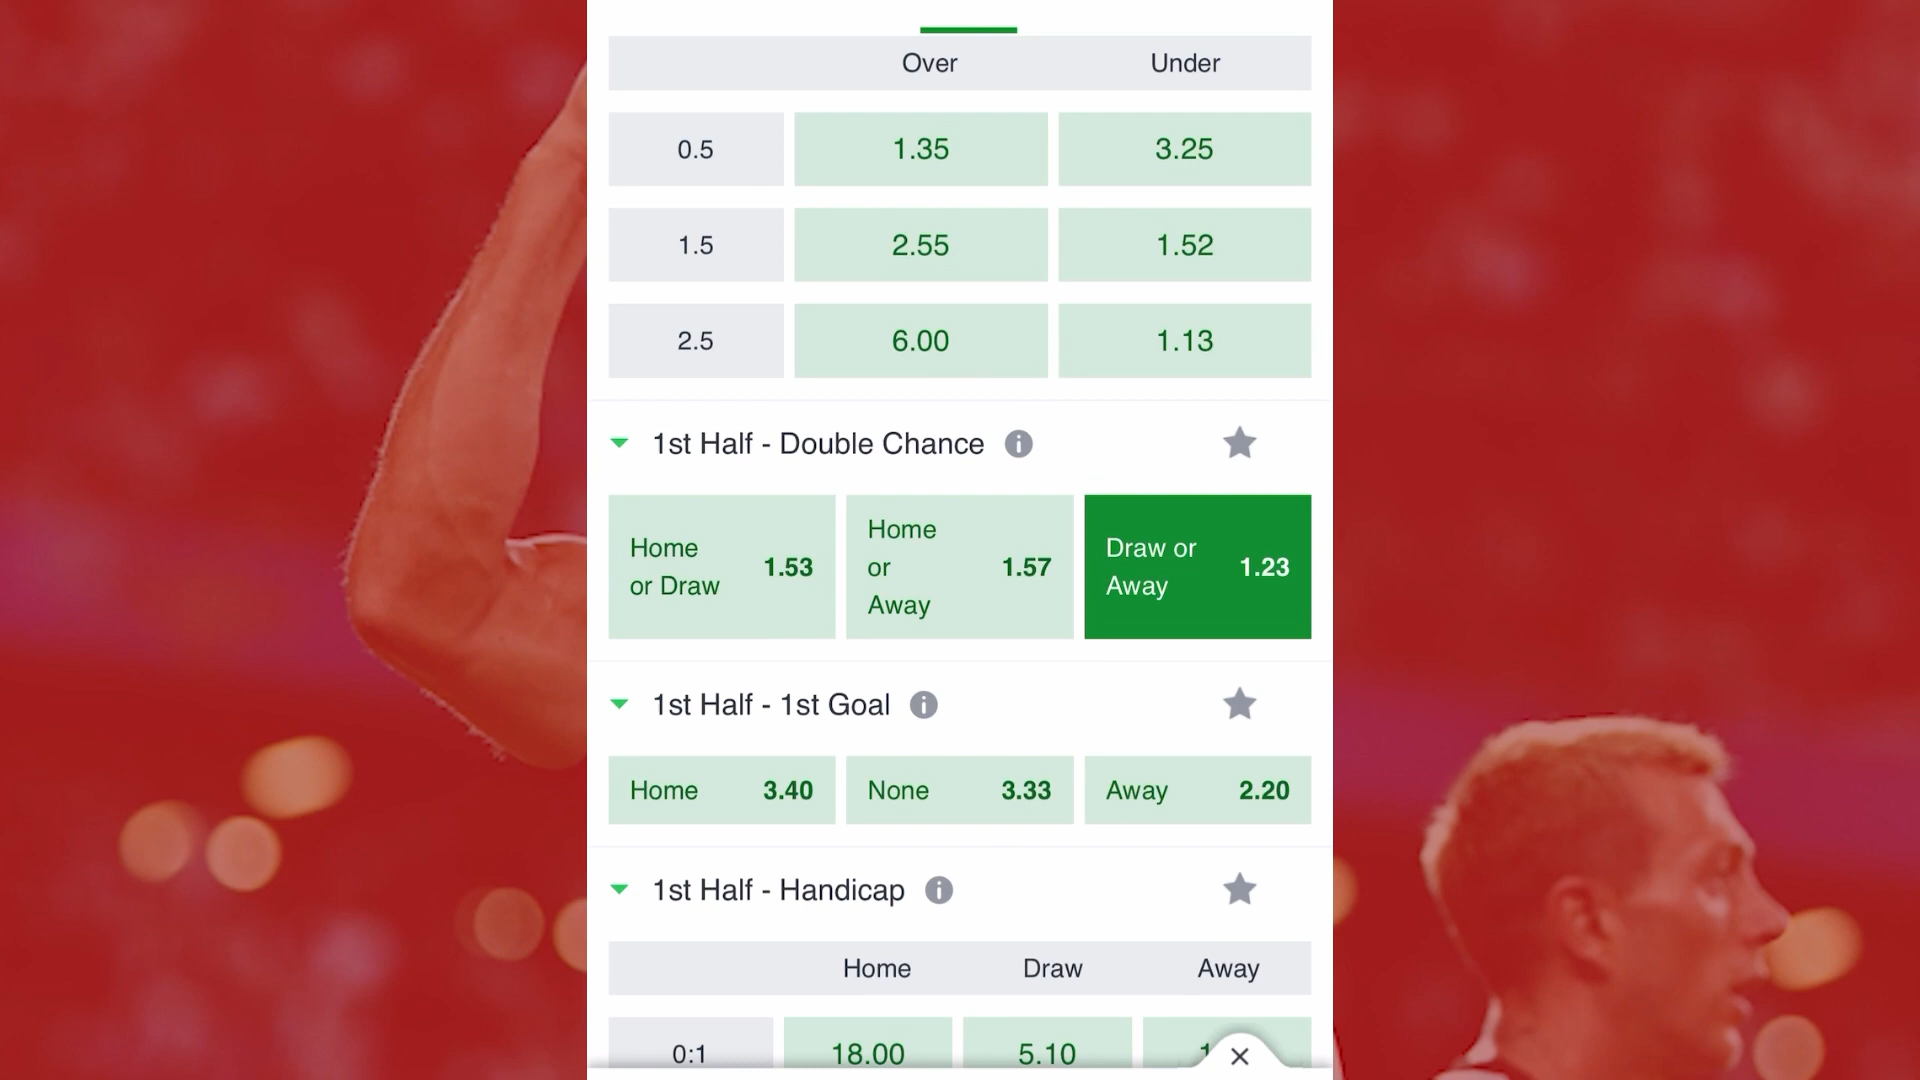 Over Under
0.5 1.35 3.25
1.5 2.55 1.52
2.5 6.00 1.13
1st Half - Double Chance
Home or Draw 1.53
Home or Away 1.57
Draw or Away 1.23
1st Half - 1st Goal
Home 3.40 None 3.33 Away 2.20
1st Half - Handicap
Home Draw Away
0:1 18.00 5.10